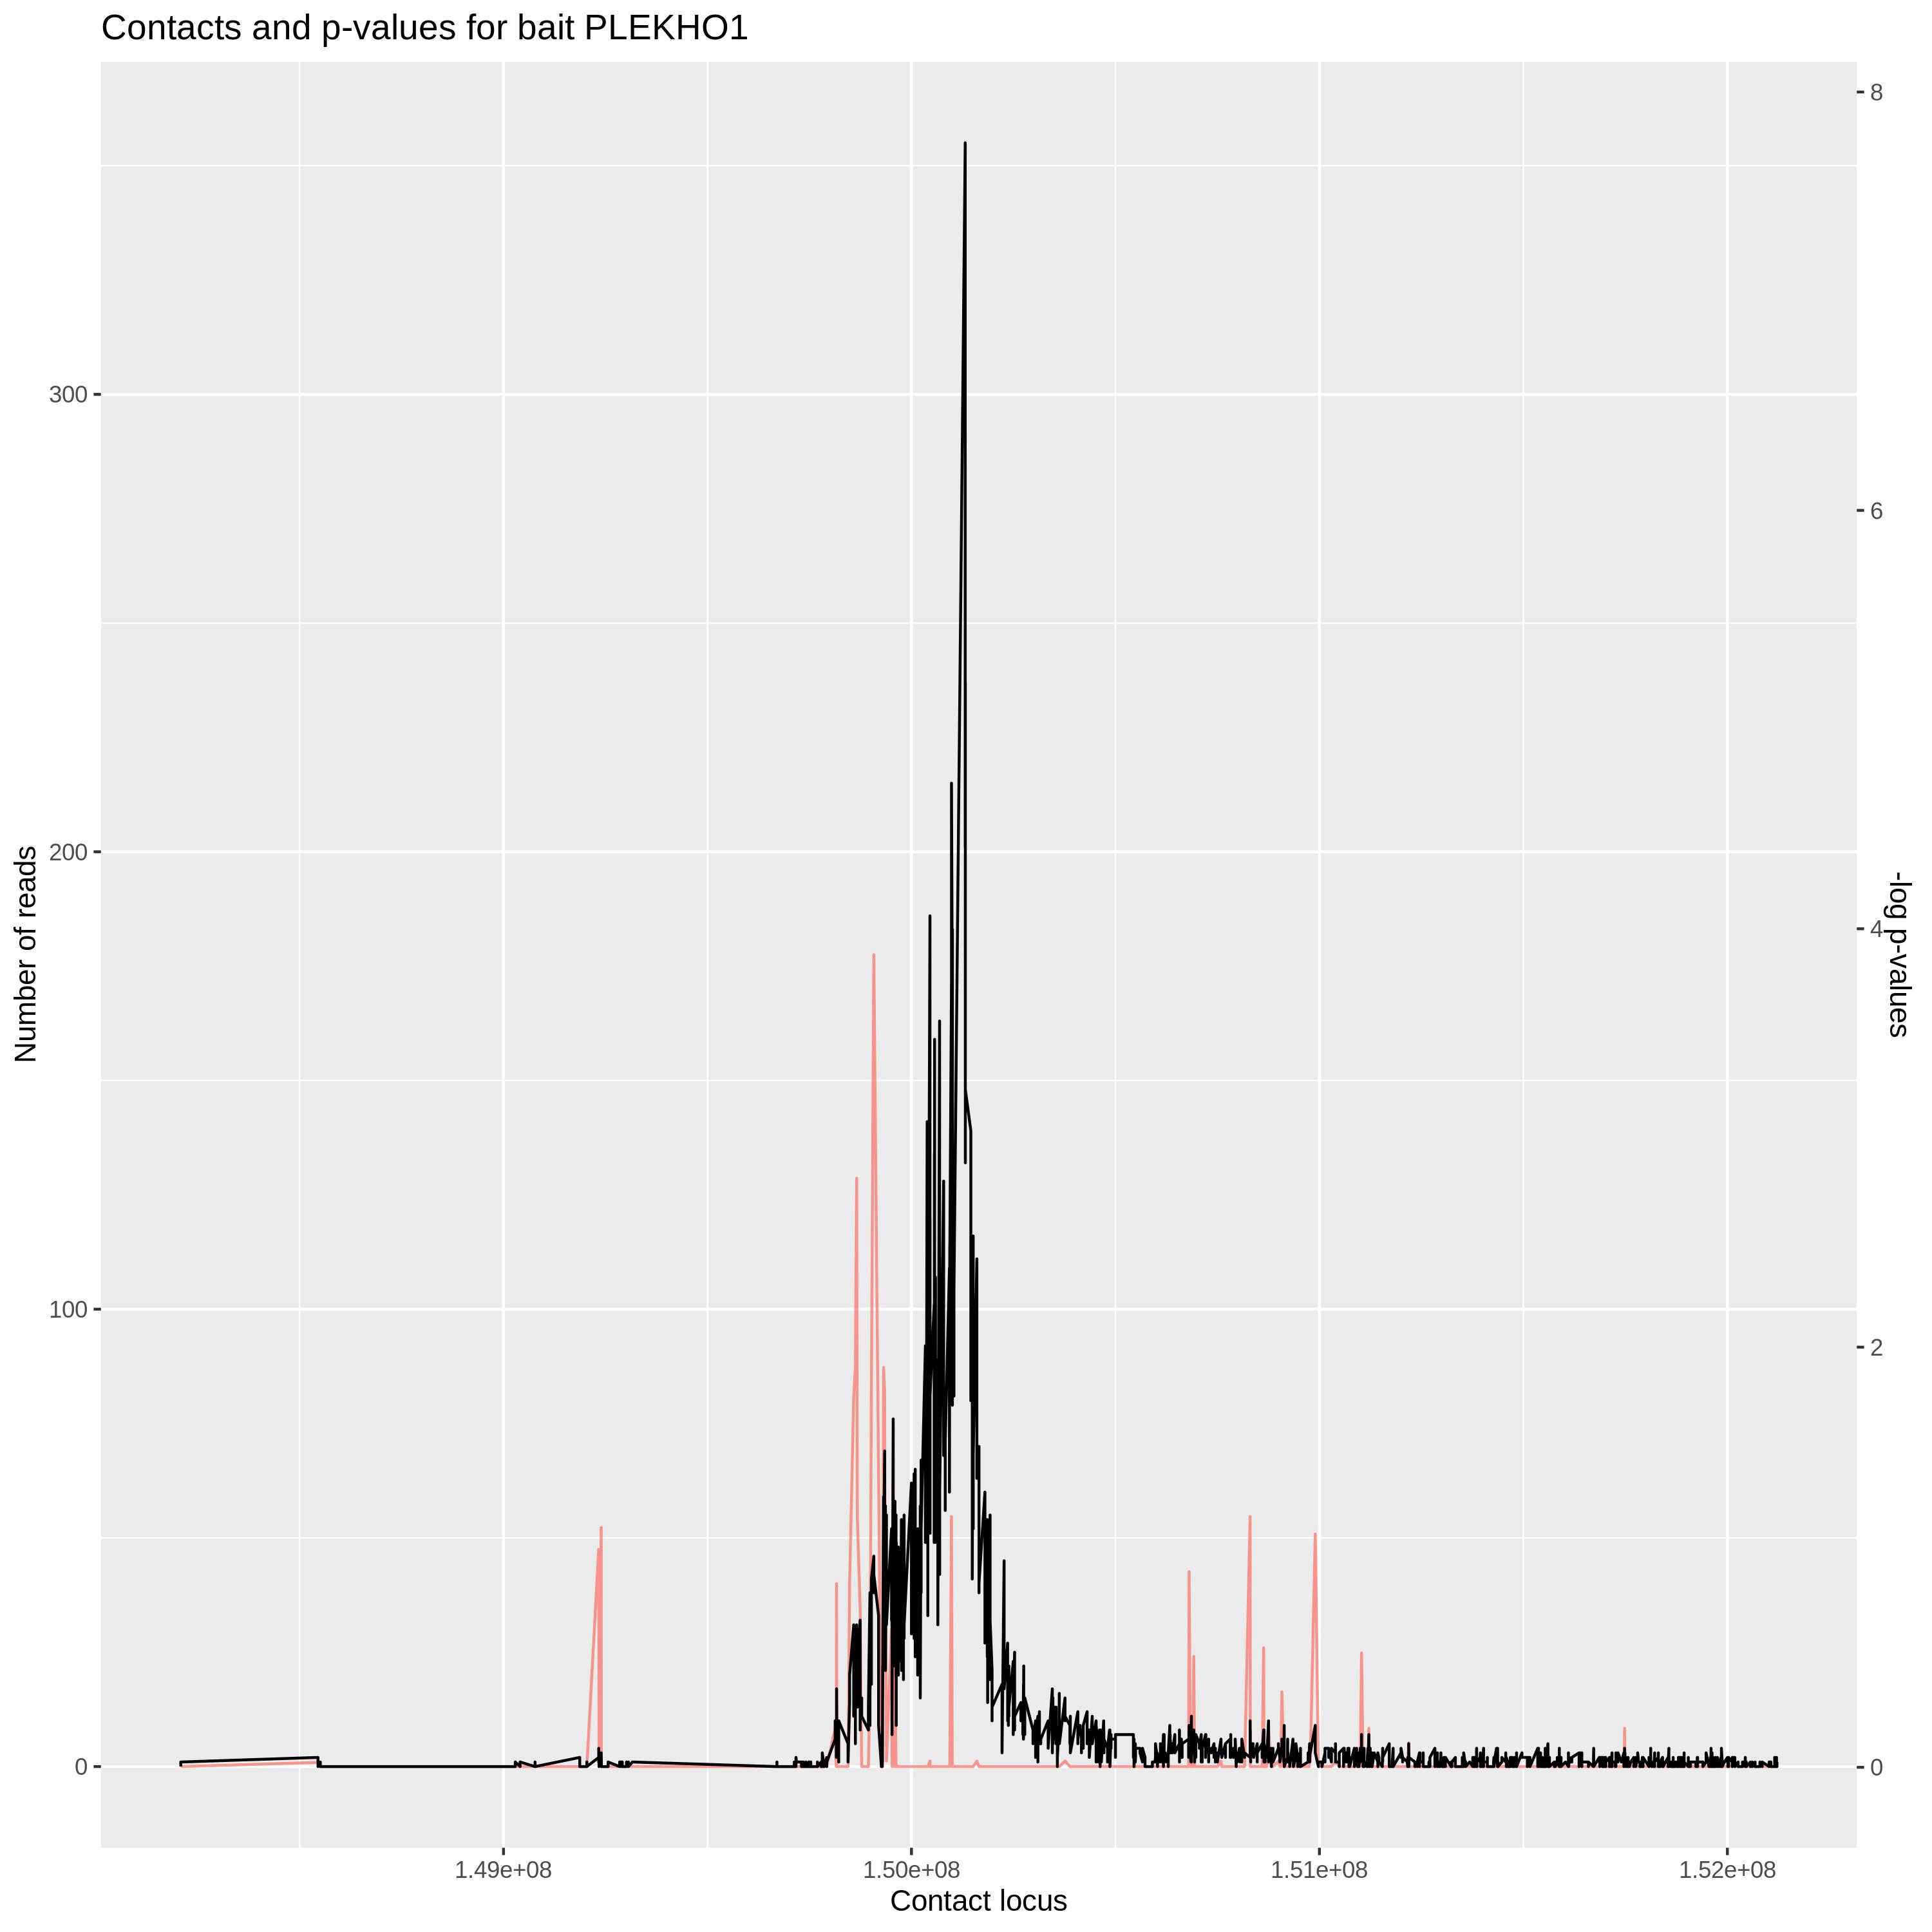 Contacts and p-values for bait PLEKHO1
Number of reads
300
200
100
0
8
6
4
2
0
-log p-values
1.49e+08 1.50e+08 1.51e+08 1.52e+08
Contact locus